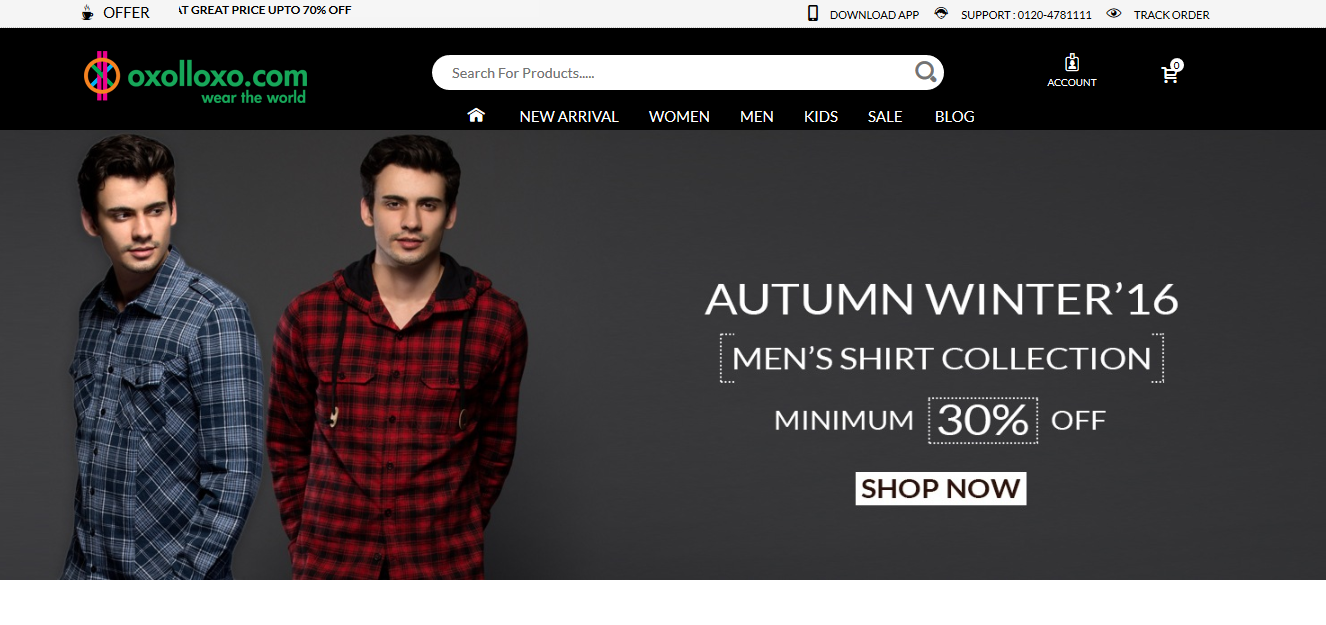 OFFER
AT GREAT PRICE UPTO 70% OFF
DOWNLOAD APP
SUPPORT : 0120-4781111
TRACK ORDER
oxolloxo.com
wear the world
Search For Products.....
ACCOUNT
0
NEW ARRIVAL
WOMEN
MEN
KIDS
SALE
BLOG
AUTUMN WINTER’16
MEN’S SHIRT COLLECTION
MINIMUM 30% OFF
SHOP NOW